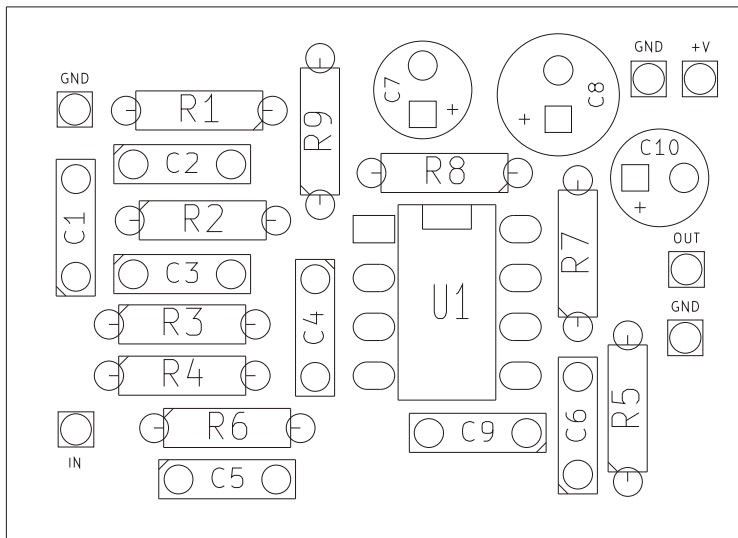 GND +V
GND
R1
R9
C7
+
C8
+
C2
R8
C10
+
C1
R2
OUT
C3
R7
GND
R3
C4
U1
R4
R5
R6
C9
C6
IN
C5